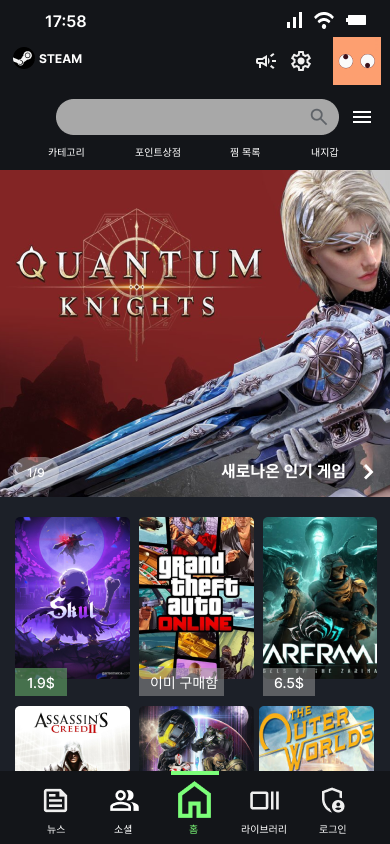 17:58
STEAM
카테고리
포인트상점
찜 목록
내지갑
QUANTUM
KNIGHTS
1/9
새로나온 인기 게임
Skul
grand
theft
auto
ONLINE
WARFRAME
1.9$
이미 구매함
6.5$
ASSASSIN'S
CREED II
THE
OUTER
WORLDS
뉴스
소셜
홈
라이브러리
로그인